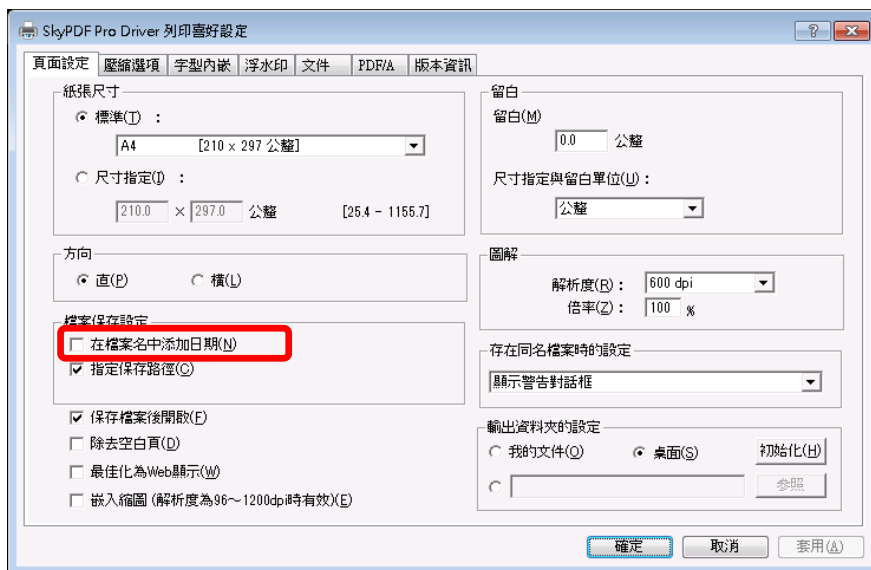 SkyPDF Pro Driver 列印喜好設定
頁面設定 壓縮選項 字型內嵌 浮水印 文件 PDF/A 版本資訊
紙張尺寸
標準(T) :
A4 [210 x 297 公釐]
尺寸指定(I) :
210.0 × 297.0 公釐 [25.4 - 1155.7]
方向
直(P) 橫(L)
檔案保存設定
在檔案名中添加日期(N)
指定保存路徑(C)
保存檔案後開啟(F)
除去空白頁(D)
最佳化為Web顯示(W)
嵌入縮圖 (解析度為96～1200dpi時有效)(E)
留白
留白(M)
0.0 公釐
尺寸指定與留白單位(U) :
公釐
圖解
解析度(R) : 600 dpi
倍率(Z) : 100 %
存在同名檔案時的設定
顯示警告對話框
輸出資料夾的設定
我的文件(O) 桌面(S) 初始化(H)
參照
確定 取消 套用(A)